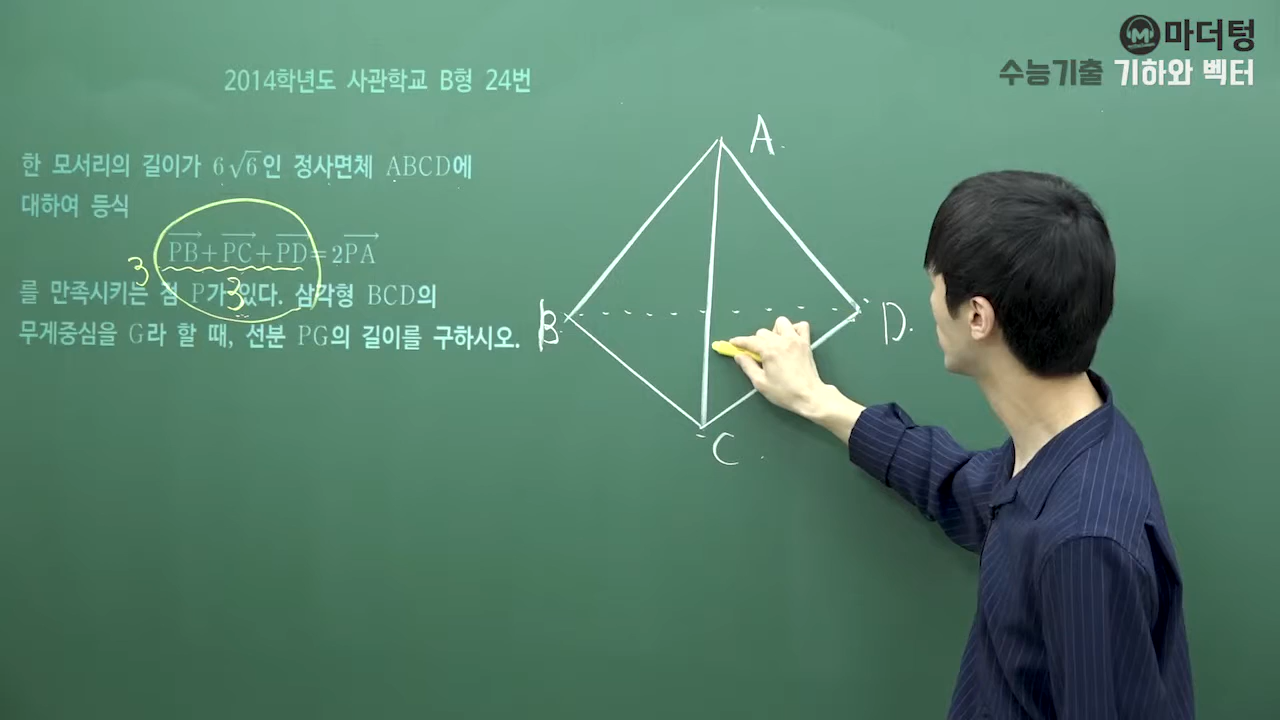 마더텅
수능기출 기하와 벡터
2014학년도 사관학교 B형 24번
한 모서리의 길이가 6√6인 정사면체 ABCD에
대하여 등식
PB+PC+PD=2PA
3
3
를 만족시키는 점 P가 있다. 삼각형 BCD의
무게중심을 G라 할 때, 선분 PG의 길이를 구하시오.
A
B
D
C